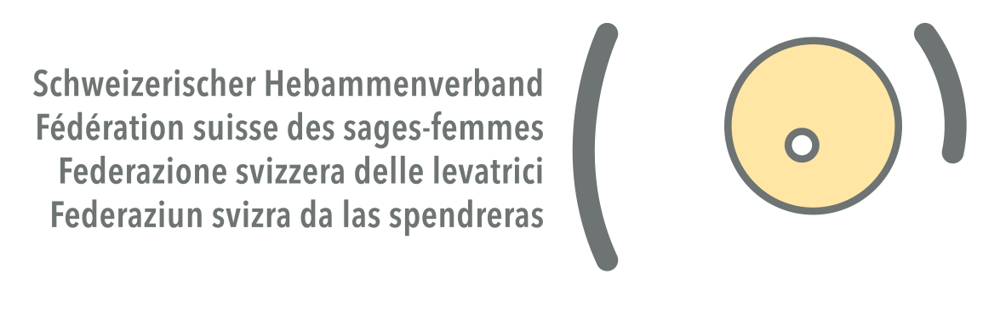 Schweizerischer Hebammenverband
Fédération suisse des sages-femmes
Federazione svizzera delle levatrici
Federaziun svizra da las spendreras